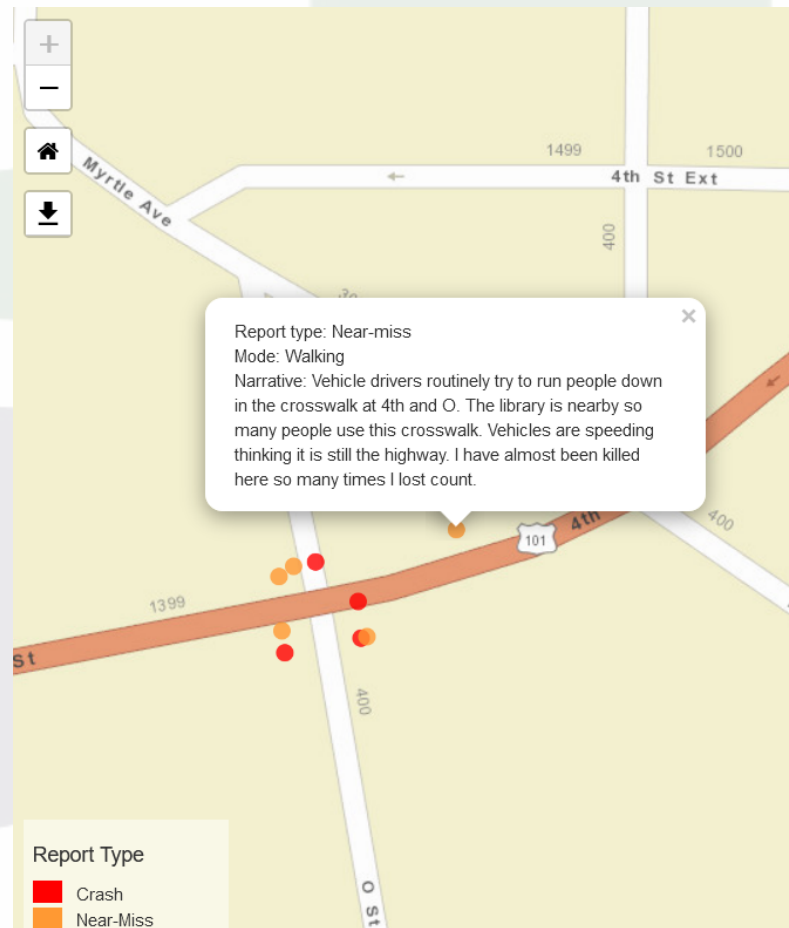 +
−
Myrtle Ave
1499
1500
4th St Ext
400
Report type: Near-miss
Mode: Walking
Narrative: Vehicle drivers routinely try to run people down
in the crosswalk at 4th and O. The library is nearby so
many people use this crosswalk. Vehicles are speeding
thinking it is still the highway. I have almost been killed
here so many times I lost count.
×
4th
101
400
1399
St
400
O St
Report Type
Crash
Near-Miss